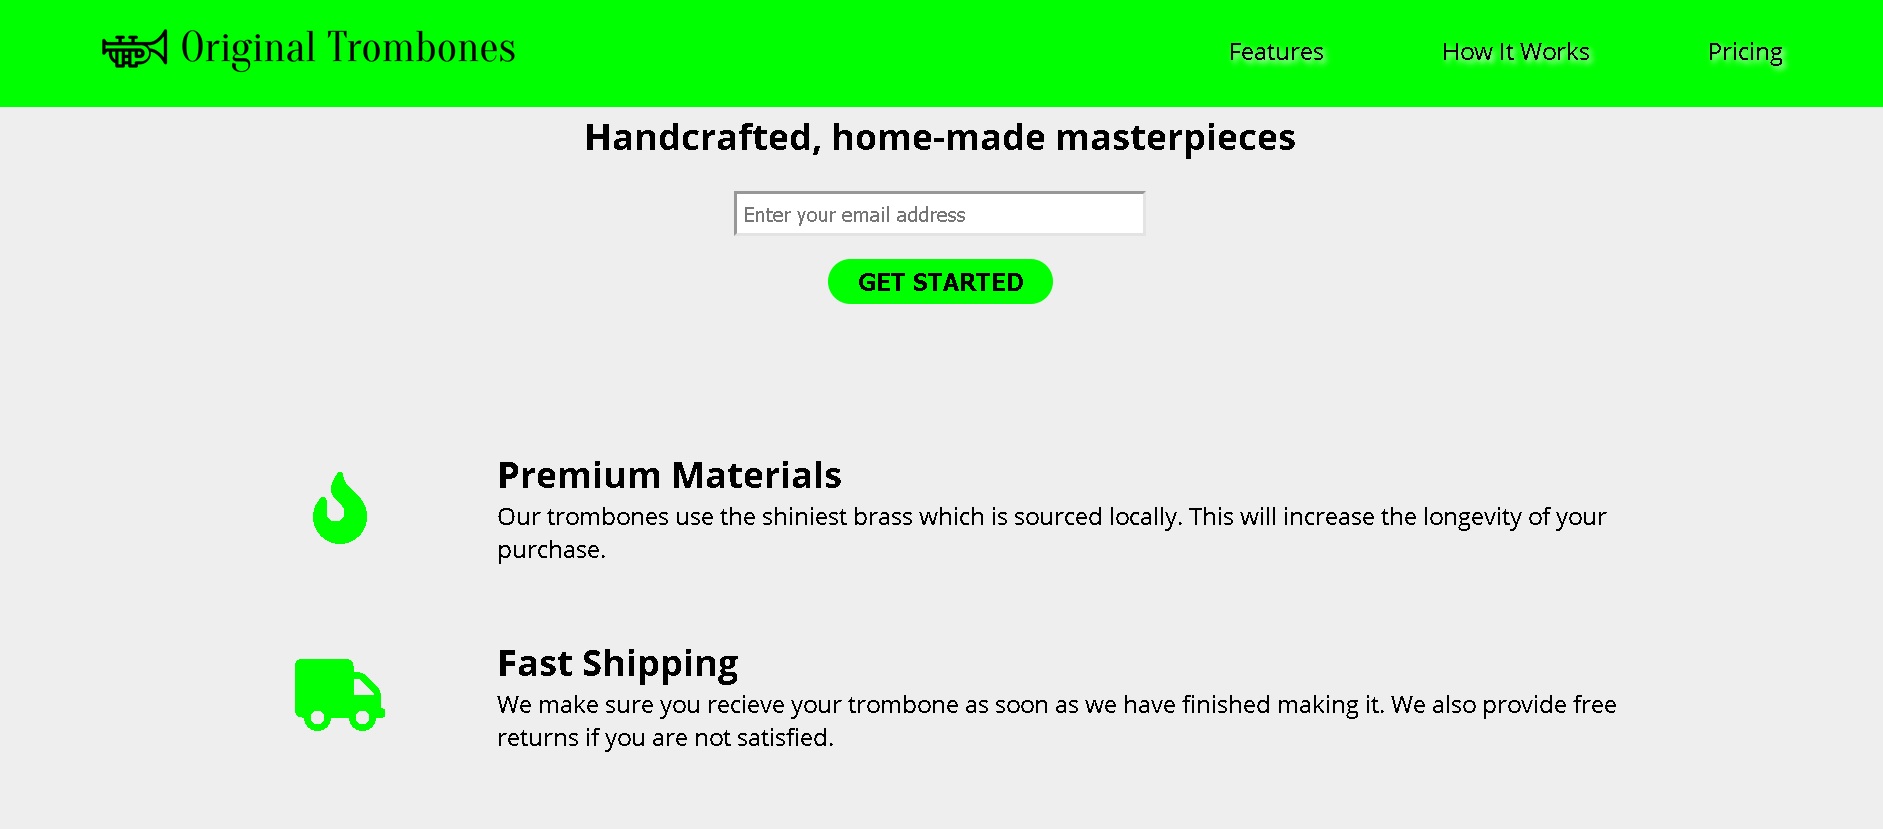 Original Trombones
Features
How It Works
Pricing
Handcrafted, home-made masterpieces
Enter your email address
GET STARTED
Premium Materials
Our trombones use the shiniest brass which is sourced locally. This will increase the longevity of your
purchase.
Fast Shipping
We make sure you recieve your trombone as soon as we have finished making it. We also provide free
returns if you are not satisfied.